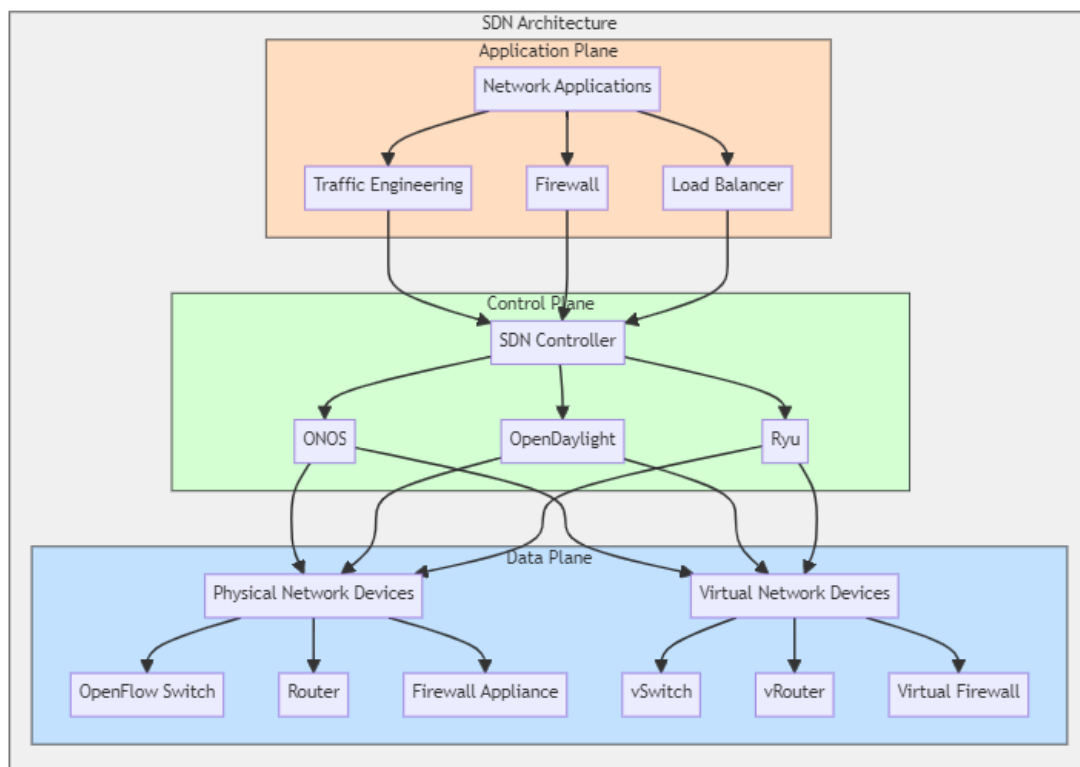 SDN Architecture
Application Plane
Network Applications
Traffic Engineering
Firewall
Load Balancer
Control Plane
SDN Controller
ONOS
OpenDaylight
Ryu
Data Plane
Physical Network Devices
Virtual Network Devices
OpenFlow Switch
Router
Firewall Appliance
vSwitch
vRouter
Virtual Firewall